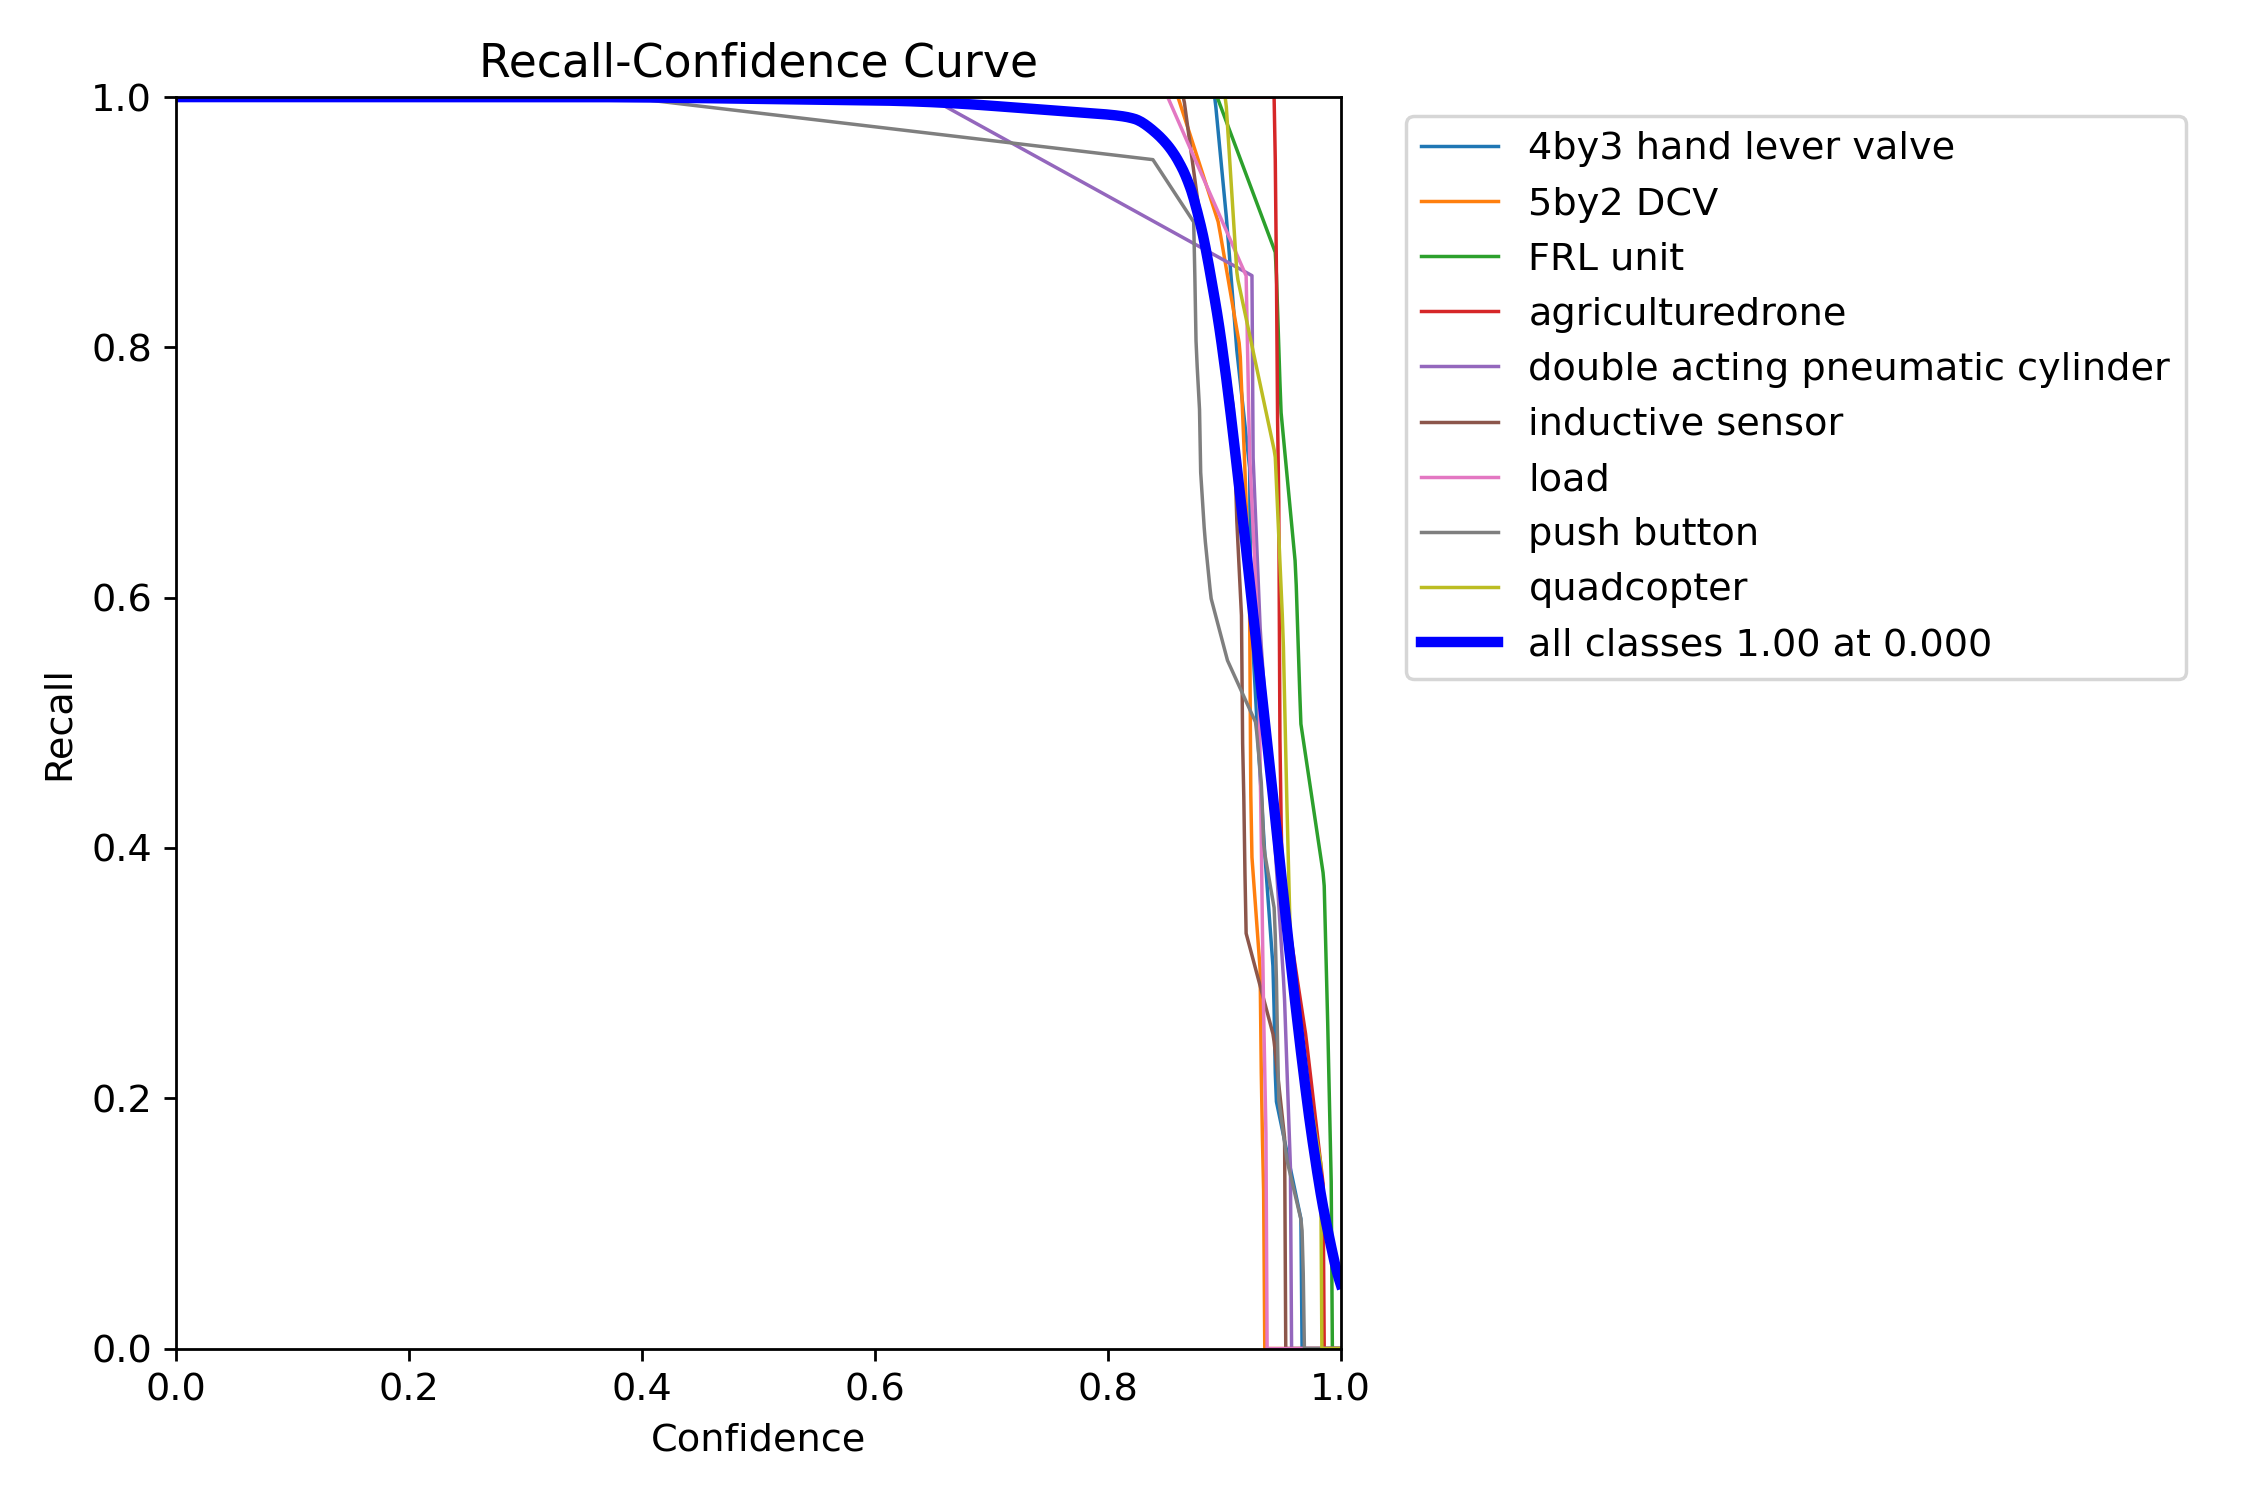 Recall-Confidence Curve
1.0
0.8
0.6
0.4
0.2
0.0
Recall
0.0 0.2 0.4 0.6 0.8 1.0
Confidence
4by3 hand lever valve
5by2 DCV
FRL unit
agriculturedrone
double acting pneumatic cylinder
inductive sensor
load
push button
quadcopter
all classes 1.00 at 0.000